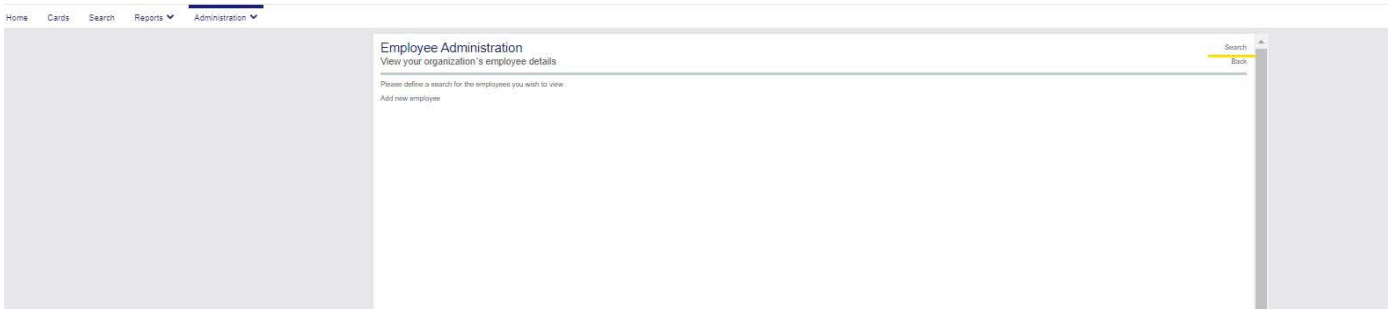 Home Cards Search Reports Administration
Employee Administration
Search
View your organization`s employee details
Back
Please define a search for the employees you wish to view
Add new employee